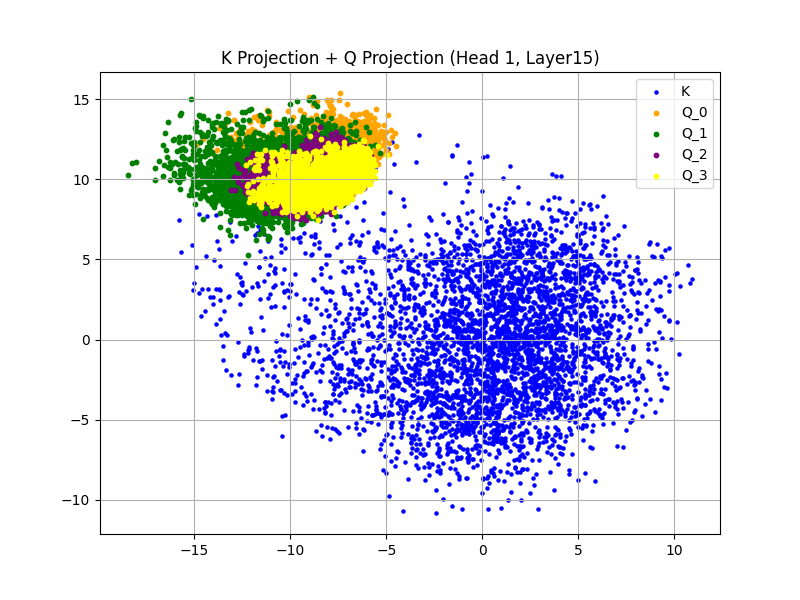 K Projection + Q Projection (Head 1, Layer15)
K
Q_0
Q_1
Q_2
Q_3
15
10
5
0
−5
−10
−15 −10 −5 0 5 10